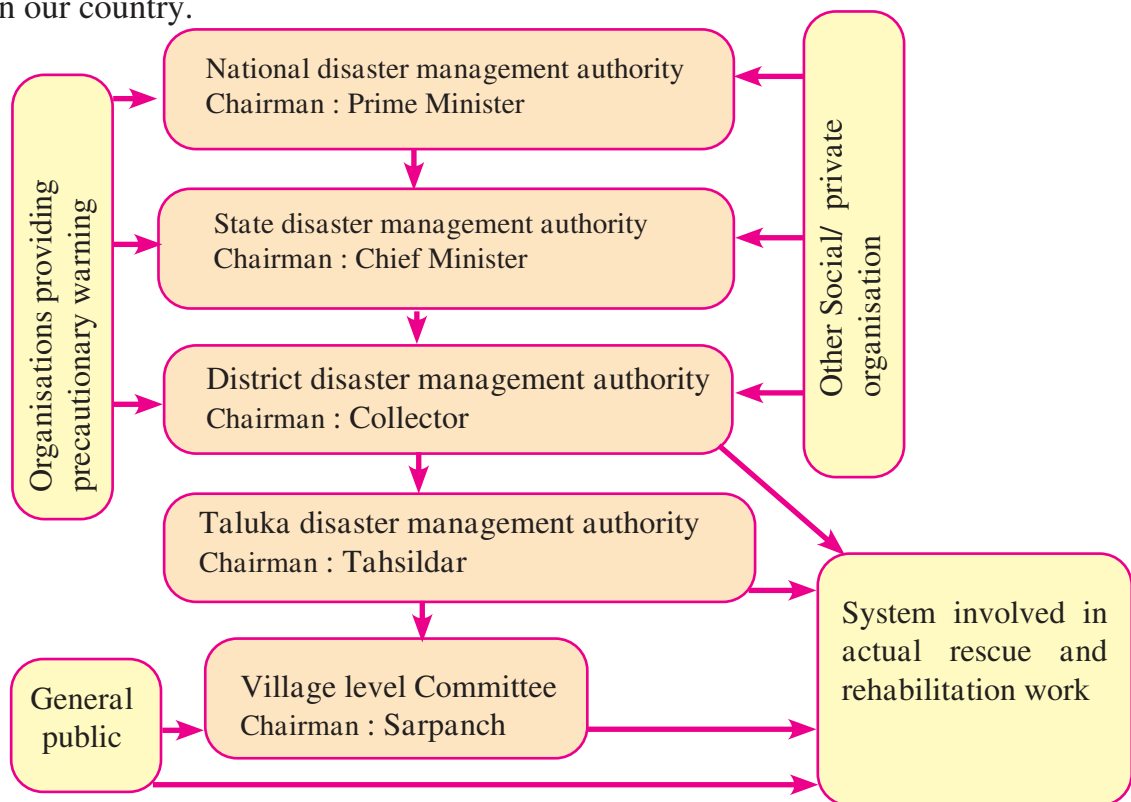 n our country.
National disaster management authority
Chairman : Prime Minister
Organisations providing
precautionary warning
Other Social/ private
organisation
State disaster management authority
Chairman : Chief Minister
District disaster management authority
Chairman : Collector
Taluka disaster management authority
Chairman : Tahsildar
System involved in
actual rescue and
rehabilitation work
Village level Committee
Chairman : Sarpanch
General
public